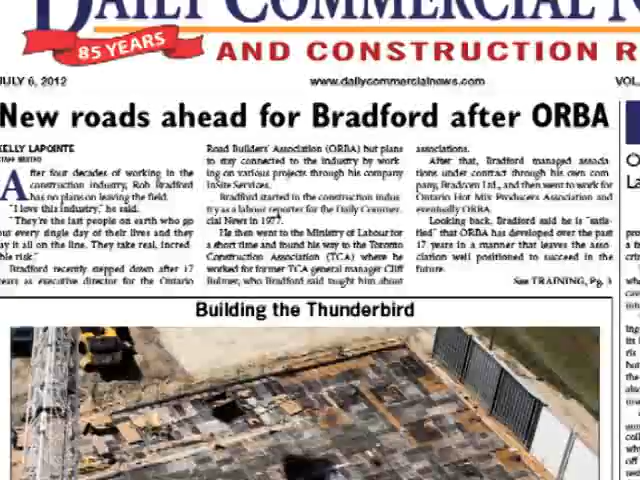 DAILY COMMERCIAL N
85 YEARS
AND CONSTRUCTION R
JULY 6, 2012
www.dailycommercialnews.com
VOL.
New roads ahead for Bradford after ORBA
KELLY LAPOINTE
After four decades of working in the
construction industry, Rob Bradford
has no plans on leaving the field.
"I love this industry," he said.
"They're the last people on earth who go
out every single day of their lives and they
ay it all on the line. They take real, incred-
ble risk."
Bradford recently stepped down after 17
years as executive director for the Ontario
Road Builders' Association (ORBA) but plans
to stay connected to the industry by work-
ing on various projects through his company
InSite Services.
Bradford started in the construction indus-
try as a labour reporter for the Daily Commer-
cial News in 1977.
He then went to the Ministry of Labour for
a short time and found his way to the Toronto
Construction Association (TCA) where he
worked for former TCA general manager Cliff
Bulmer, who Bradford said taught him about
associations.
After that, Bradford managed associa-
tions under contract through his own com-
pany, Bradcom Ltd., and then went to work for
Ontario Hot Mix Producers Association and
eventually ORBA.
Looking back, Bradford said he is "satis-
fied" that ORBA has developed over the past
17 years in a manner that leaves the asso-
ciation well positioned to succeed in the
future.
See TRAINING, Pg. 3
Building the Thunderbird